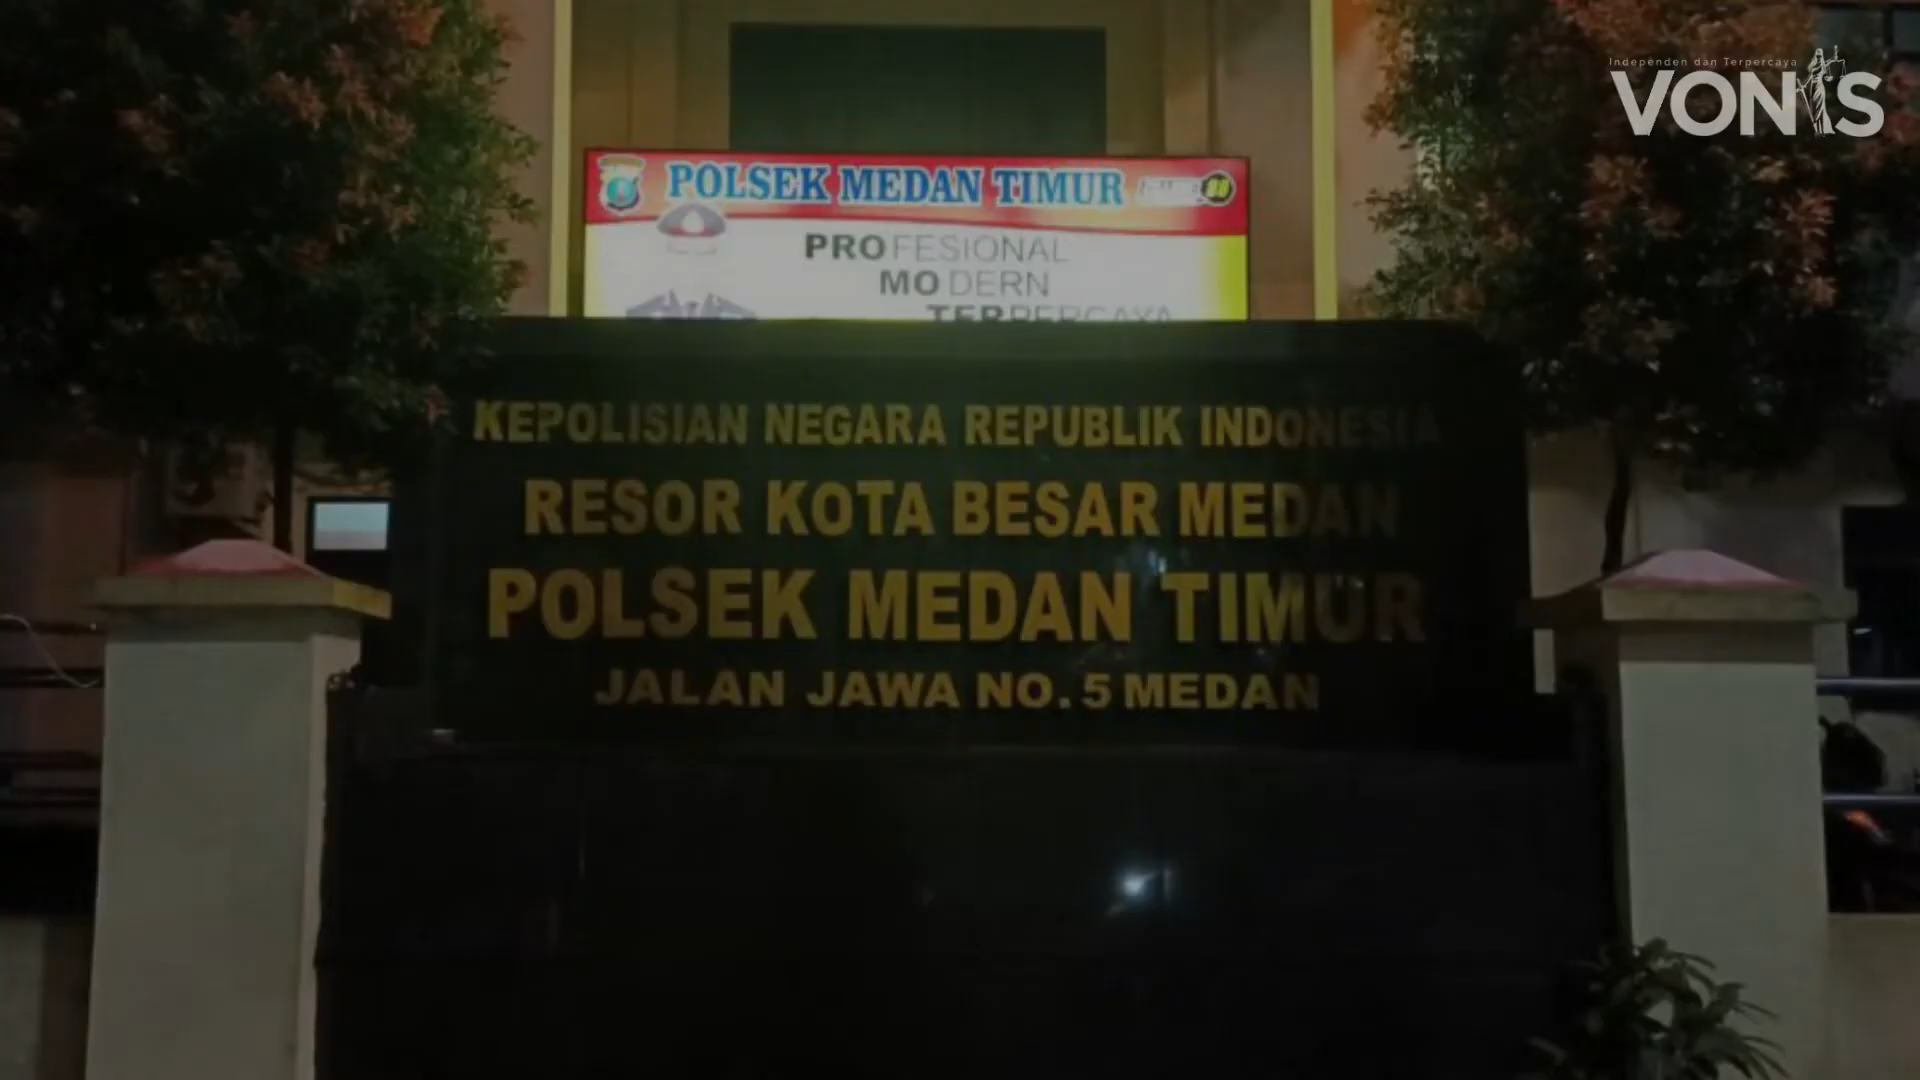 Independen dan Terpercaya
VONIS
POLSEK MEDAN TIMUR
PROFESIONAL
MODERN
TERPERCAYA
KEPOLISIAN NEGARA REPUBLIK INDONESIA
RESOR KOTA BESAR MEDAN
POLSEK MEDAN TIMUR
JALAN JAWA NO. 5 MEDAN